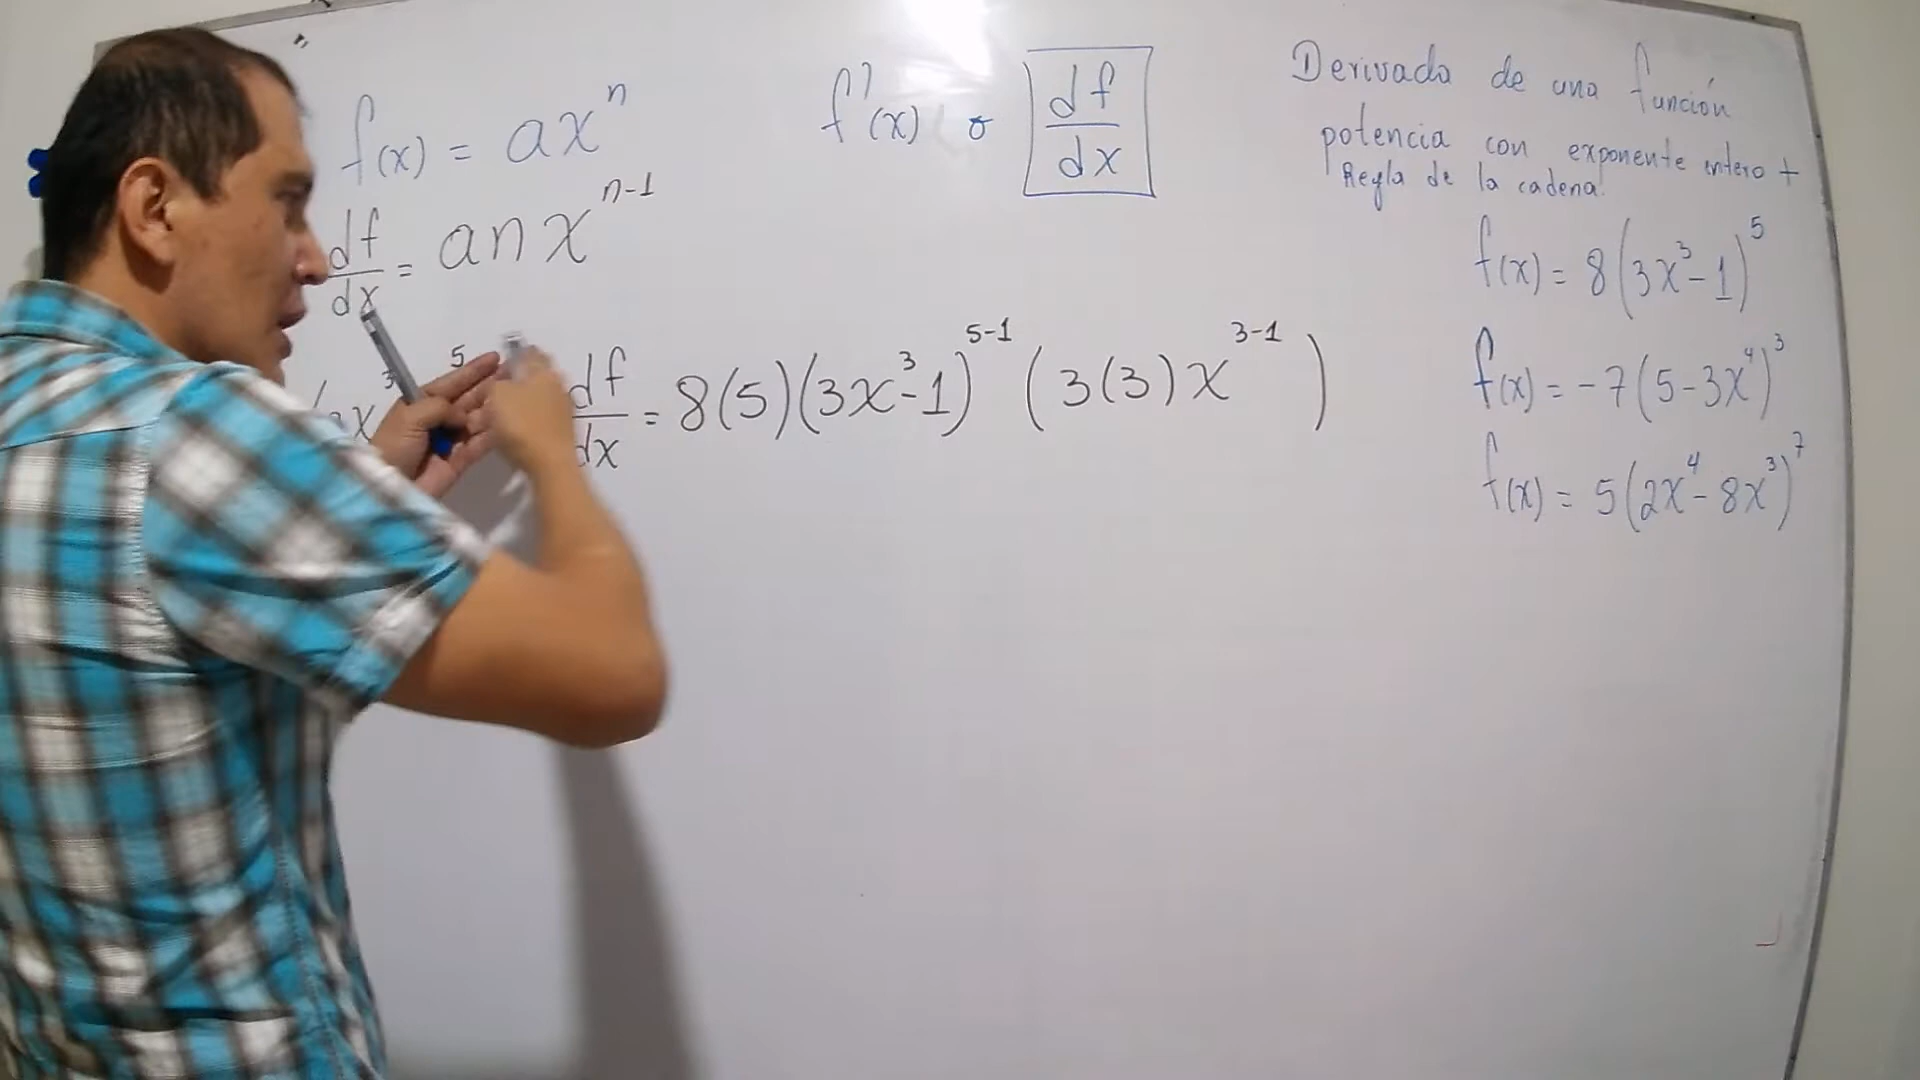 f(x) = ax^n
df/dx = anx^(n-1)
5
df/dx = 8(5)(3x^3-1)^(5-1) (3(3)x^(3-1) )
f'(x) o df/dx
Derivada de una función
potencia con exponente entero +
Regla de la cadena.
f(x) = 8(3x^3-1)^5
f(x) = -7(5-3x^4)^3
f(x) = 5(2x^4-8x^3)^7